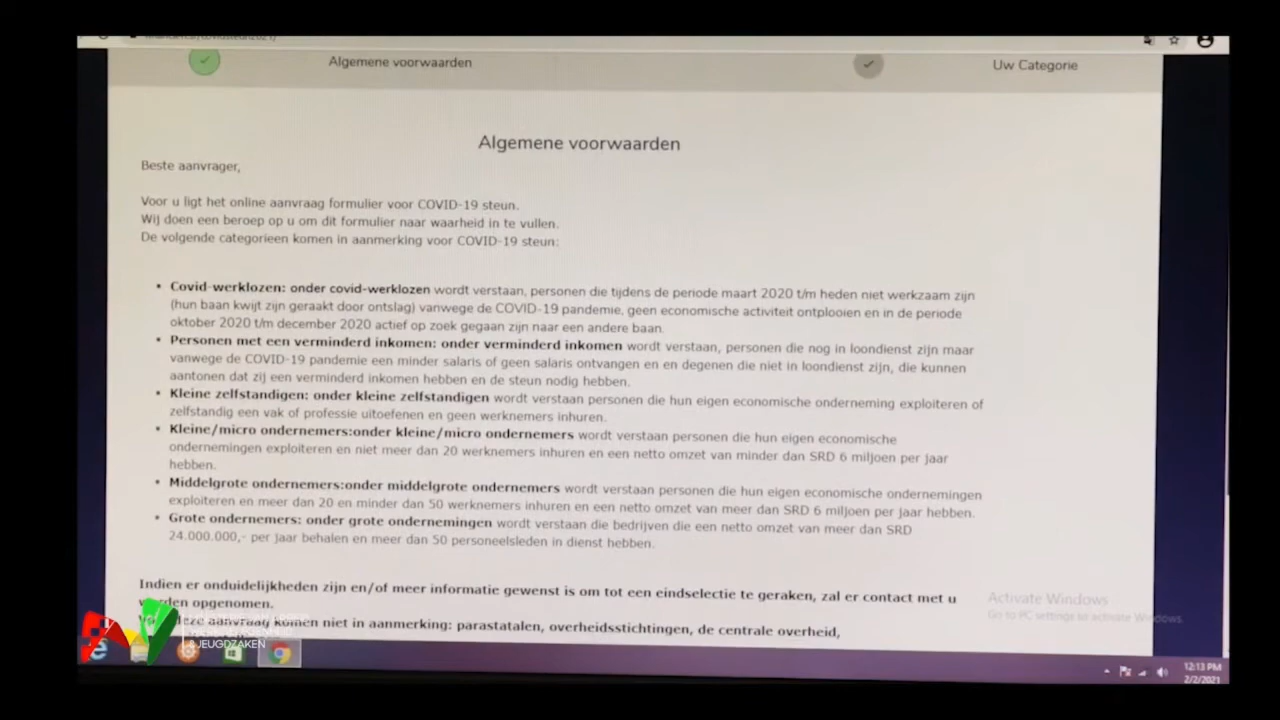 Algemene voorwaarden
Uw Categorie
Algemene voorwaarden
Beste aanvrager,
Voor u ligt het online aanvraag formulier voor COVID-19 steun.
Wij doen een beroep op u om dit formulier naar waarheid in te vullen.
De volgende categorieen komen in aanmerking voor COVID-19 steun:
• Covid-werklozen: onder covid-werklozen wordt verstaan, personen die tijdens de periode maart 2020 t/m heden niet werkzaam zijn
(hun baan kwijt zijn geraakt door ontslag) vanwege de COVID-19 pandemie, geen economische activiteit ontplooien en in de periode
oktober 2020 t/m december 2020 actief op zoek gegaan zijn naar een andere baan.
• Personen met een verminderd inkomen: onder verminderd inkomen wordt verstaan, personen die nog in loondienst zijn maar
vanwege de COVID-19 pandemie een minder salaris of geen salaris ontvangen en en degenen die niet in loondienst zijn, die kunnen
aantonen dat zij een verminderd inkomen hebben en de steun nodig hebben.
• Kleine zelfstandigen: onder kleine zelfstandigen wordt verstaan personen die hun eigen economische onderneming exploiteren of
zelfstandig een vak of professie uitoefenen en geen werknemers inhuren.
• Kleine/micro ondernemers:onder kleine/micro ondernemers wordt verstaan personen die hun eigen economische
ondernemingen exploiteren en niet meer dan 20 werknemers inhuren en een netto omzet van minder dan SRD 6 miljoen per jaar
hebben.
• Middelgrote ondernemers:onder middelgrote ondernemers wordt verstaan personen die hun eigen economische ondernemingen
exploiteren en meer dan 20 en minder dan 50 werknemers inhuren en een netto omzet van meer dan SRD 6 miljoen per jaar hebben.
• Grote ondernemers: onder grote ondernemingen wordt verstaan die bedrijven die een netto omzet van meer dan SRD
24.000.000,- per jaar behalen en meer dan 50 personeelsleden in dienst hebben.
Indien er onduidelijkheden zijn en/of meer informatie gewenst is om tot een eindselectie te geraken, zal er contact met u
worden opgenomen.
deze aanvraag komen niet in aanmerking: parastatalen, overheidsstichtingen, de centrale overheid,
Activate Windows
Go to PC settings to activate Windows.
&JEUGDZAKEN
12:13 PM
2/2/2021